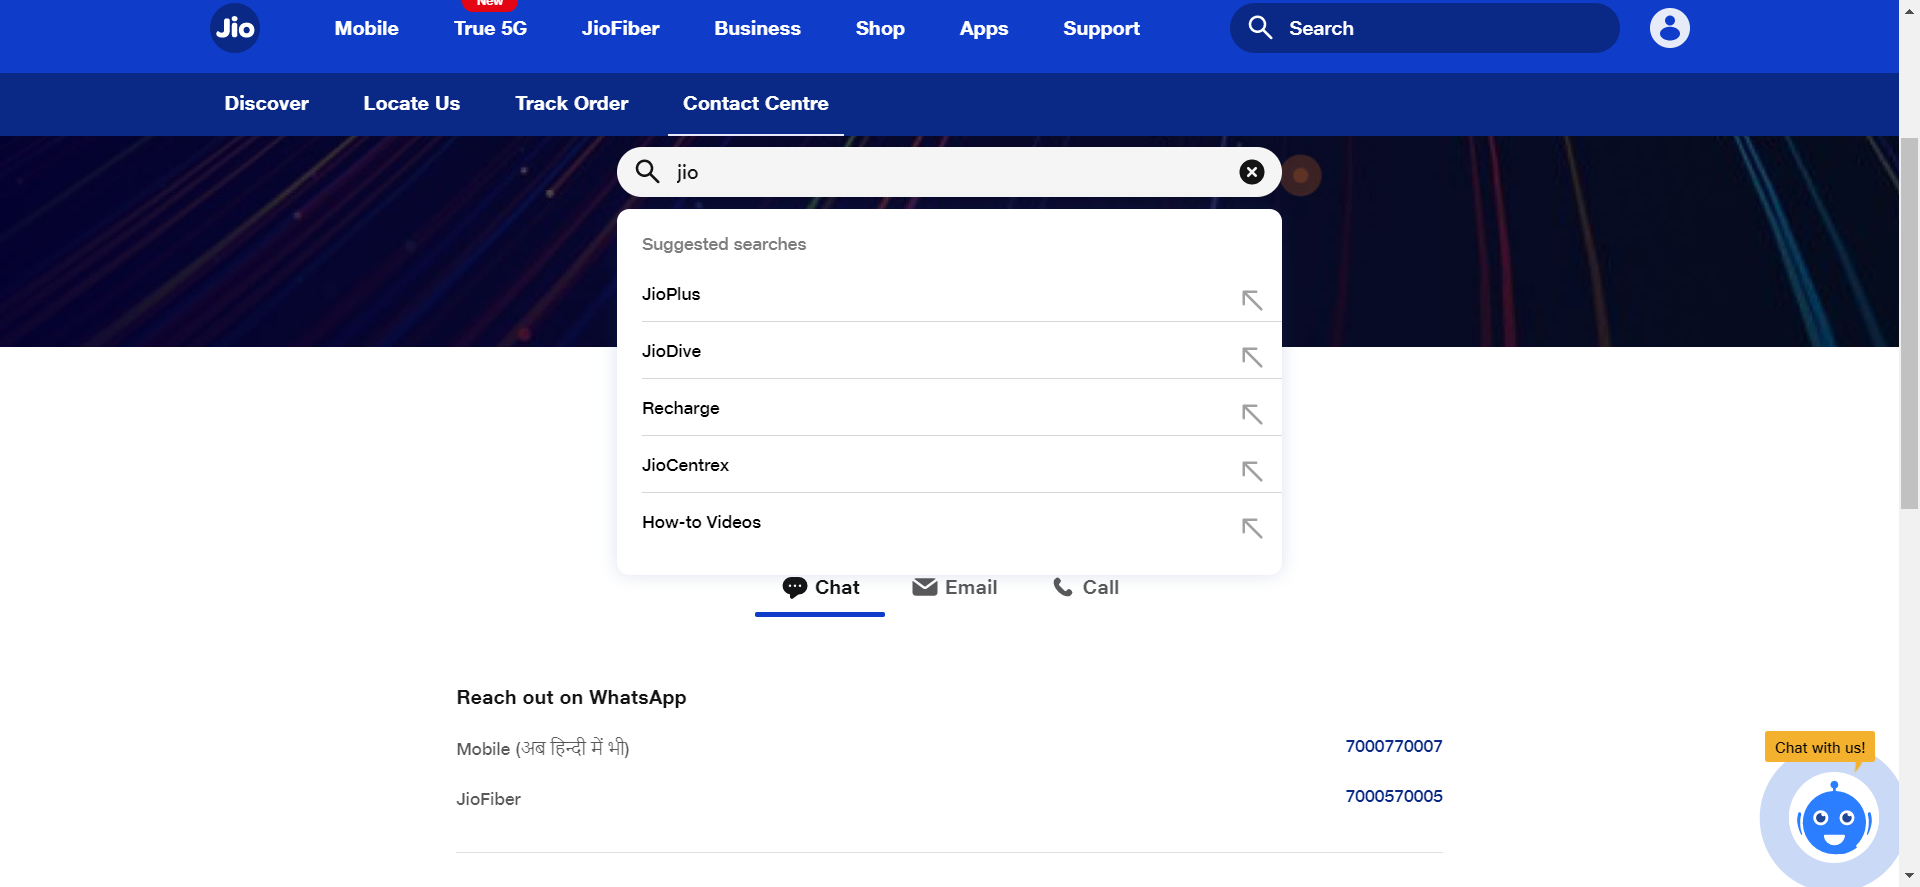 New
Jio Mobile True 5G JioFiber Business Shop Apps Support Search
Discover Locate Us Track Order Contact Centre
jio
Suggested searches
JioPlus
JioDive
Recharge
JioCentrex
How-to Videos
Chat Email Call
Reach out on WhatsApp
Mobile (अब हिन्दी में भी) 7000770007
Chat with us!
JioFiber 7000570005